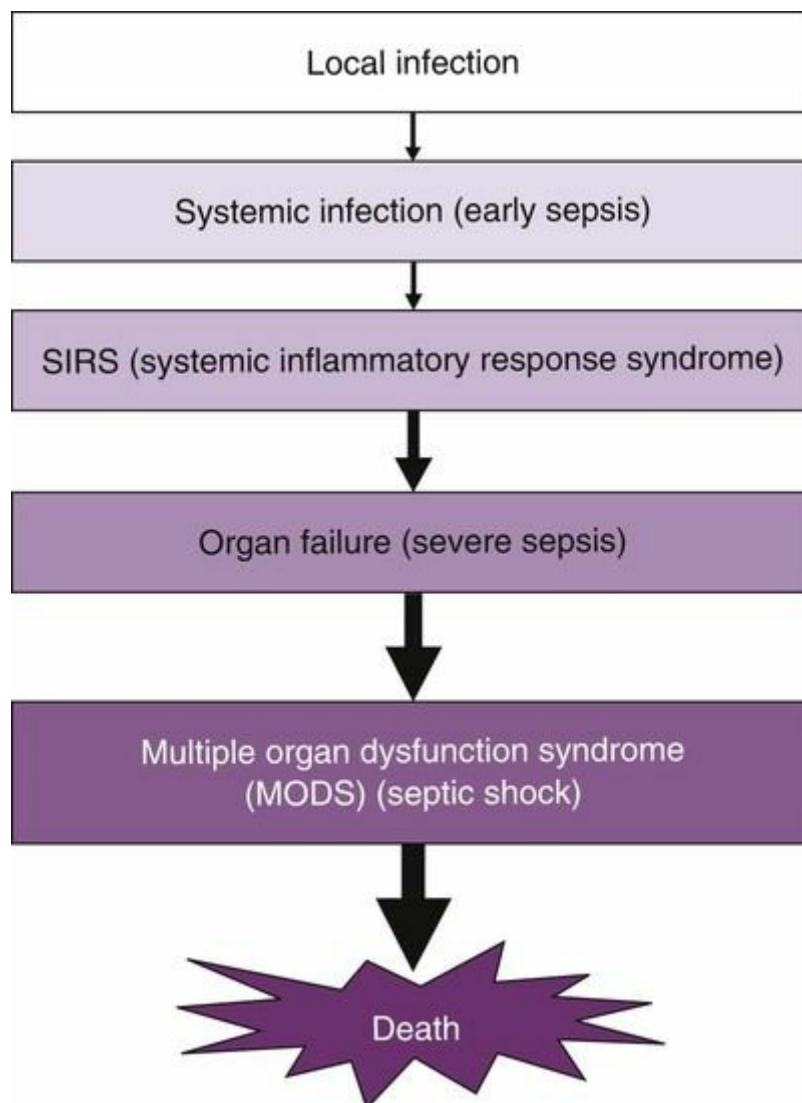 Local infection
Systemic infection (early sepsis)
SIRS (systemic inflammatory response syndrome)
Organ failure (severe sepsis)
Multiple organ dysfunction syndrome
(MODS) (septic shock)
Death